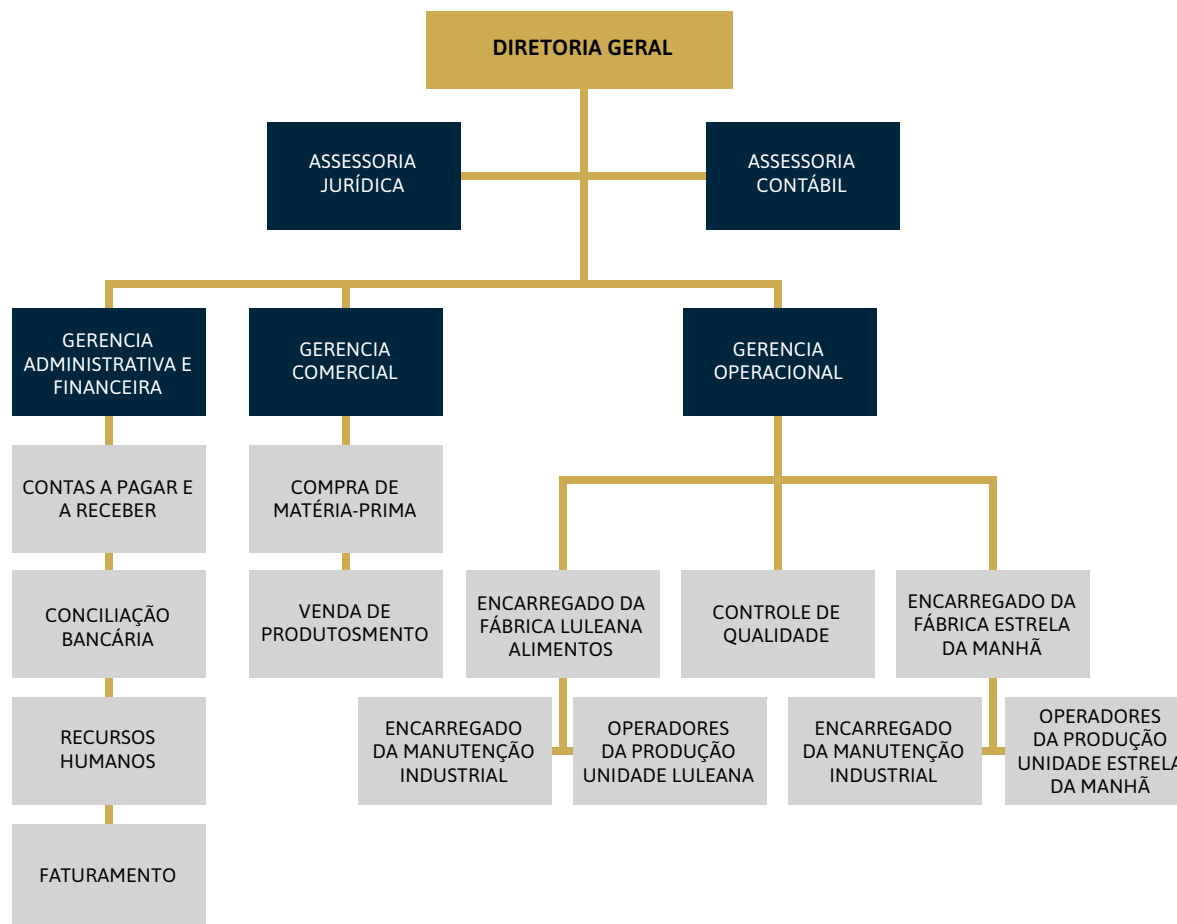 DIRETORIA GERAL
ASSESSORIA
JURÍDICA
ASSESSORIA
CONTÁBIL
GERENCIA
ADMINISTRATIVA E
FINANCEIRA
GERENCIA
COMERCIAL
GERENCIA
OPERACIONAL
CONTAS A PAGAR E
A RECEBER
COMPRA DE
MATÉRIA-PRIMA
CONCILIAÇÃO
BANCÁRIA
VENDA DE
PRODUTOSMENTO
ENCARREGADO DA
FÁBRICA LULEANA
ALIMENTOS
CONTROLE DE
QUALIDADE
ENCARREGADO DA
FÁBRICA ESTRELA
DA MANHÃ
RECURSOS
HUMANOS
ENCARREGADO
DA MANUTENÇÃO
INDUSTRIAL
OPERADORES
DA PRODUÇÃO
UNIDADE LULEANA
ENCARREGADO
DA MANUTENÇÃO
INDUSTRIAL
OPERADORES
DA PRODUÇÃO
UNIDADE ESTRELA
DA MANHÃ
FATURAMENTO